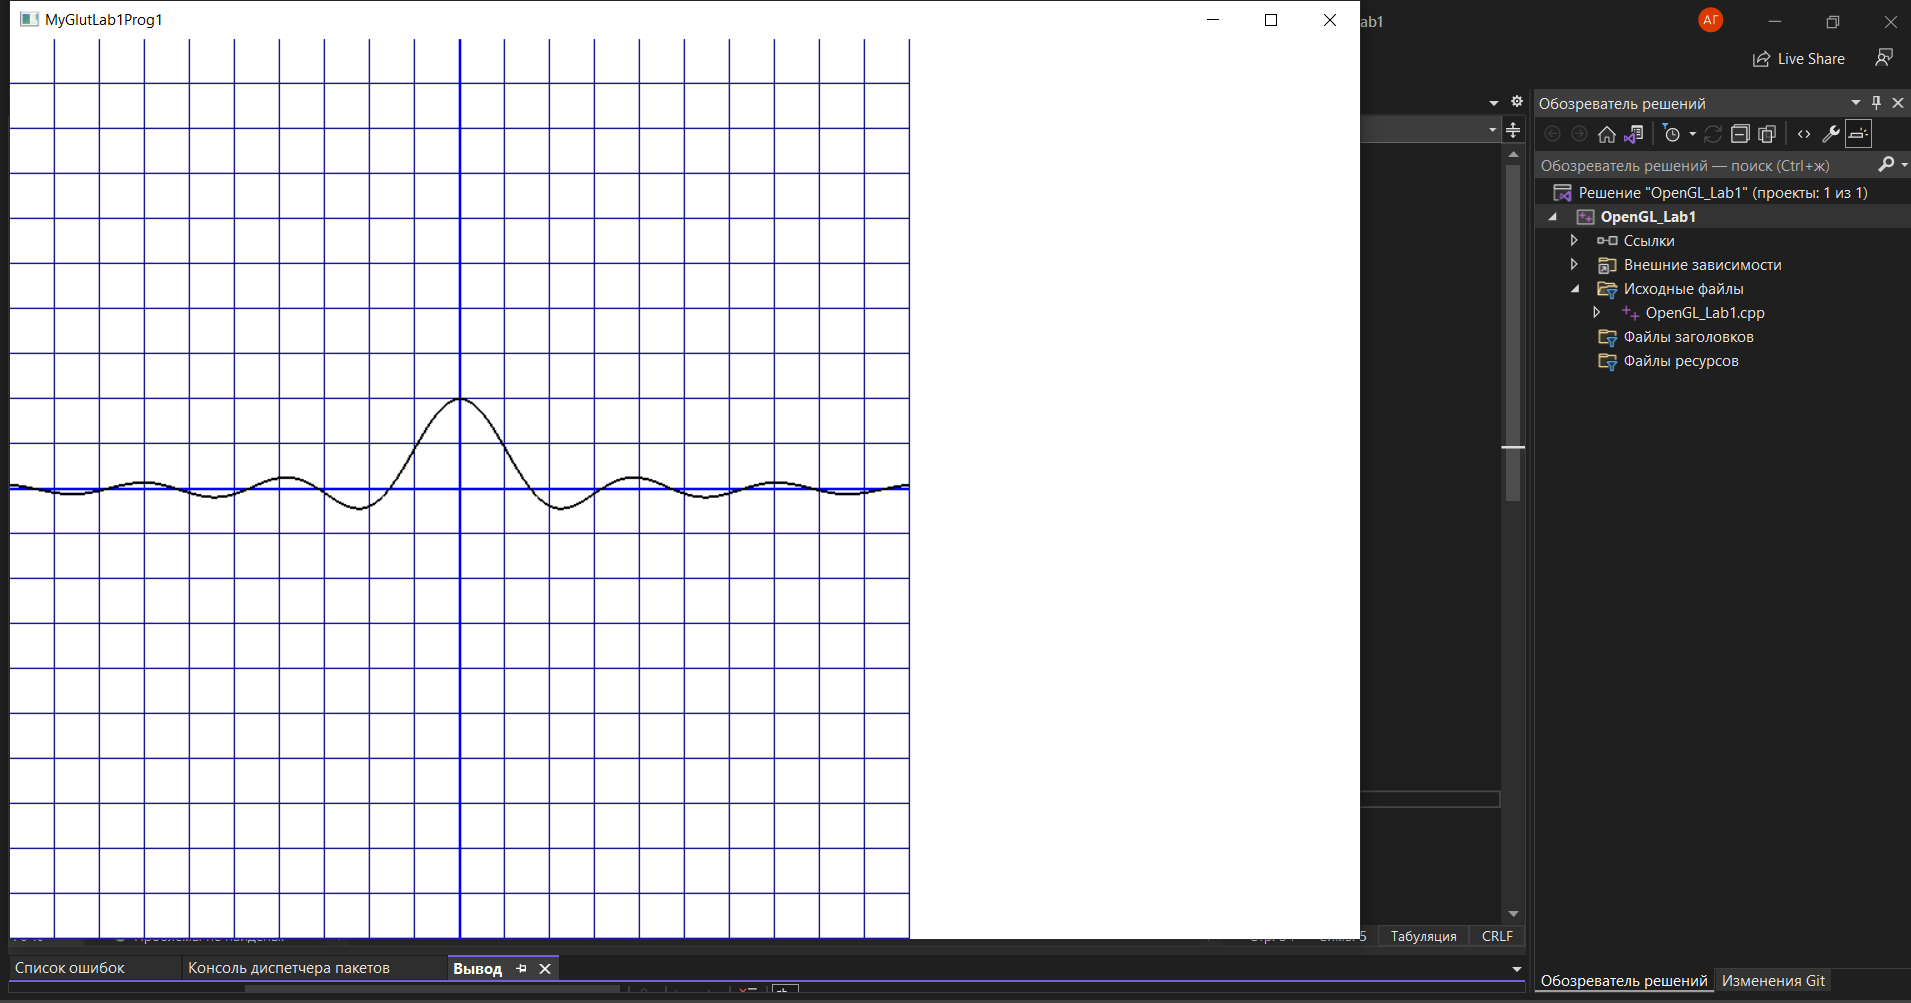 MyGlutLab1Prog1
ab1
АГ
Live Share
Обозреватель решений
Обозреватель решений — поиск (Ctrl+ж)
Решение "OpenGL_Lab1" (проекты: 1 из 1)
OpenGL_Lab1
Ссылки
Внешние зависимости
Исходные файлы
OpenGL_Lab1.cpp
Файлы заголовков
Файлы ресурсов
Табуляция
CRLF
Список ошибок
Консоль диспетчера пакетов
Вывод
Обозреватель решений
Изменения Git